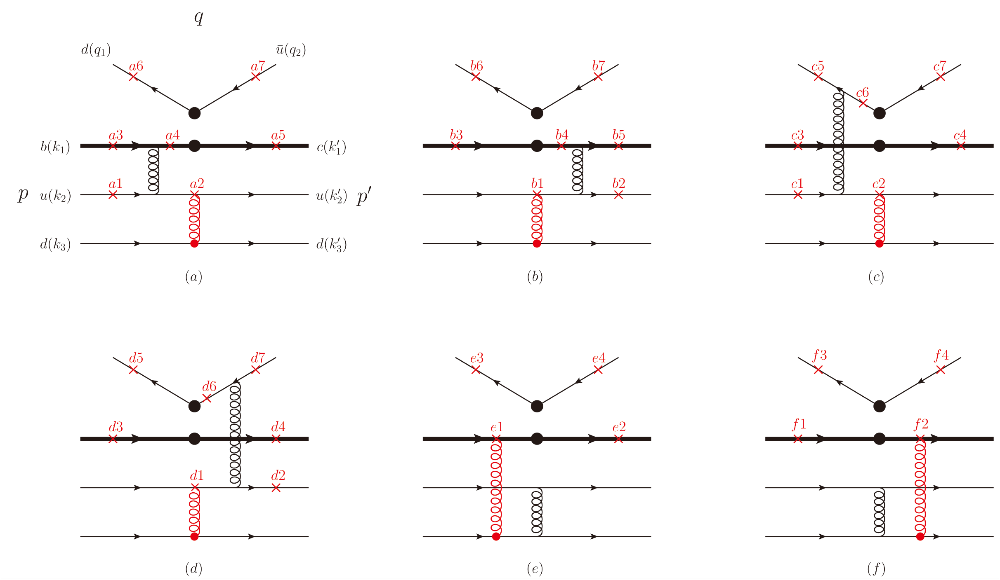 q
d(q₁) ū(q₂)
a6 a7
a3 a4 a5
b(k₁) c(k′₁)
a1 a2
p u(k₂) u(k′₂) p′
d(k₃) d(k′₃)
(a)
b6 b7
b3 b4 b5
b1 b2
(b)
c5 c7
c6
c3 c4
c1 c2
(c)
d5 d7
d6
d3 d4
d1 d2
(d)
e3 e4
e1 e2
(e)
f3 f4
f1 f2
(f)